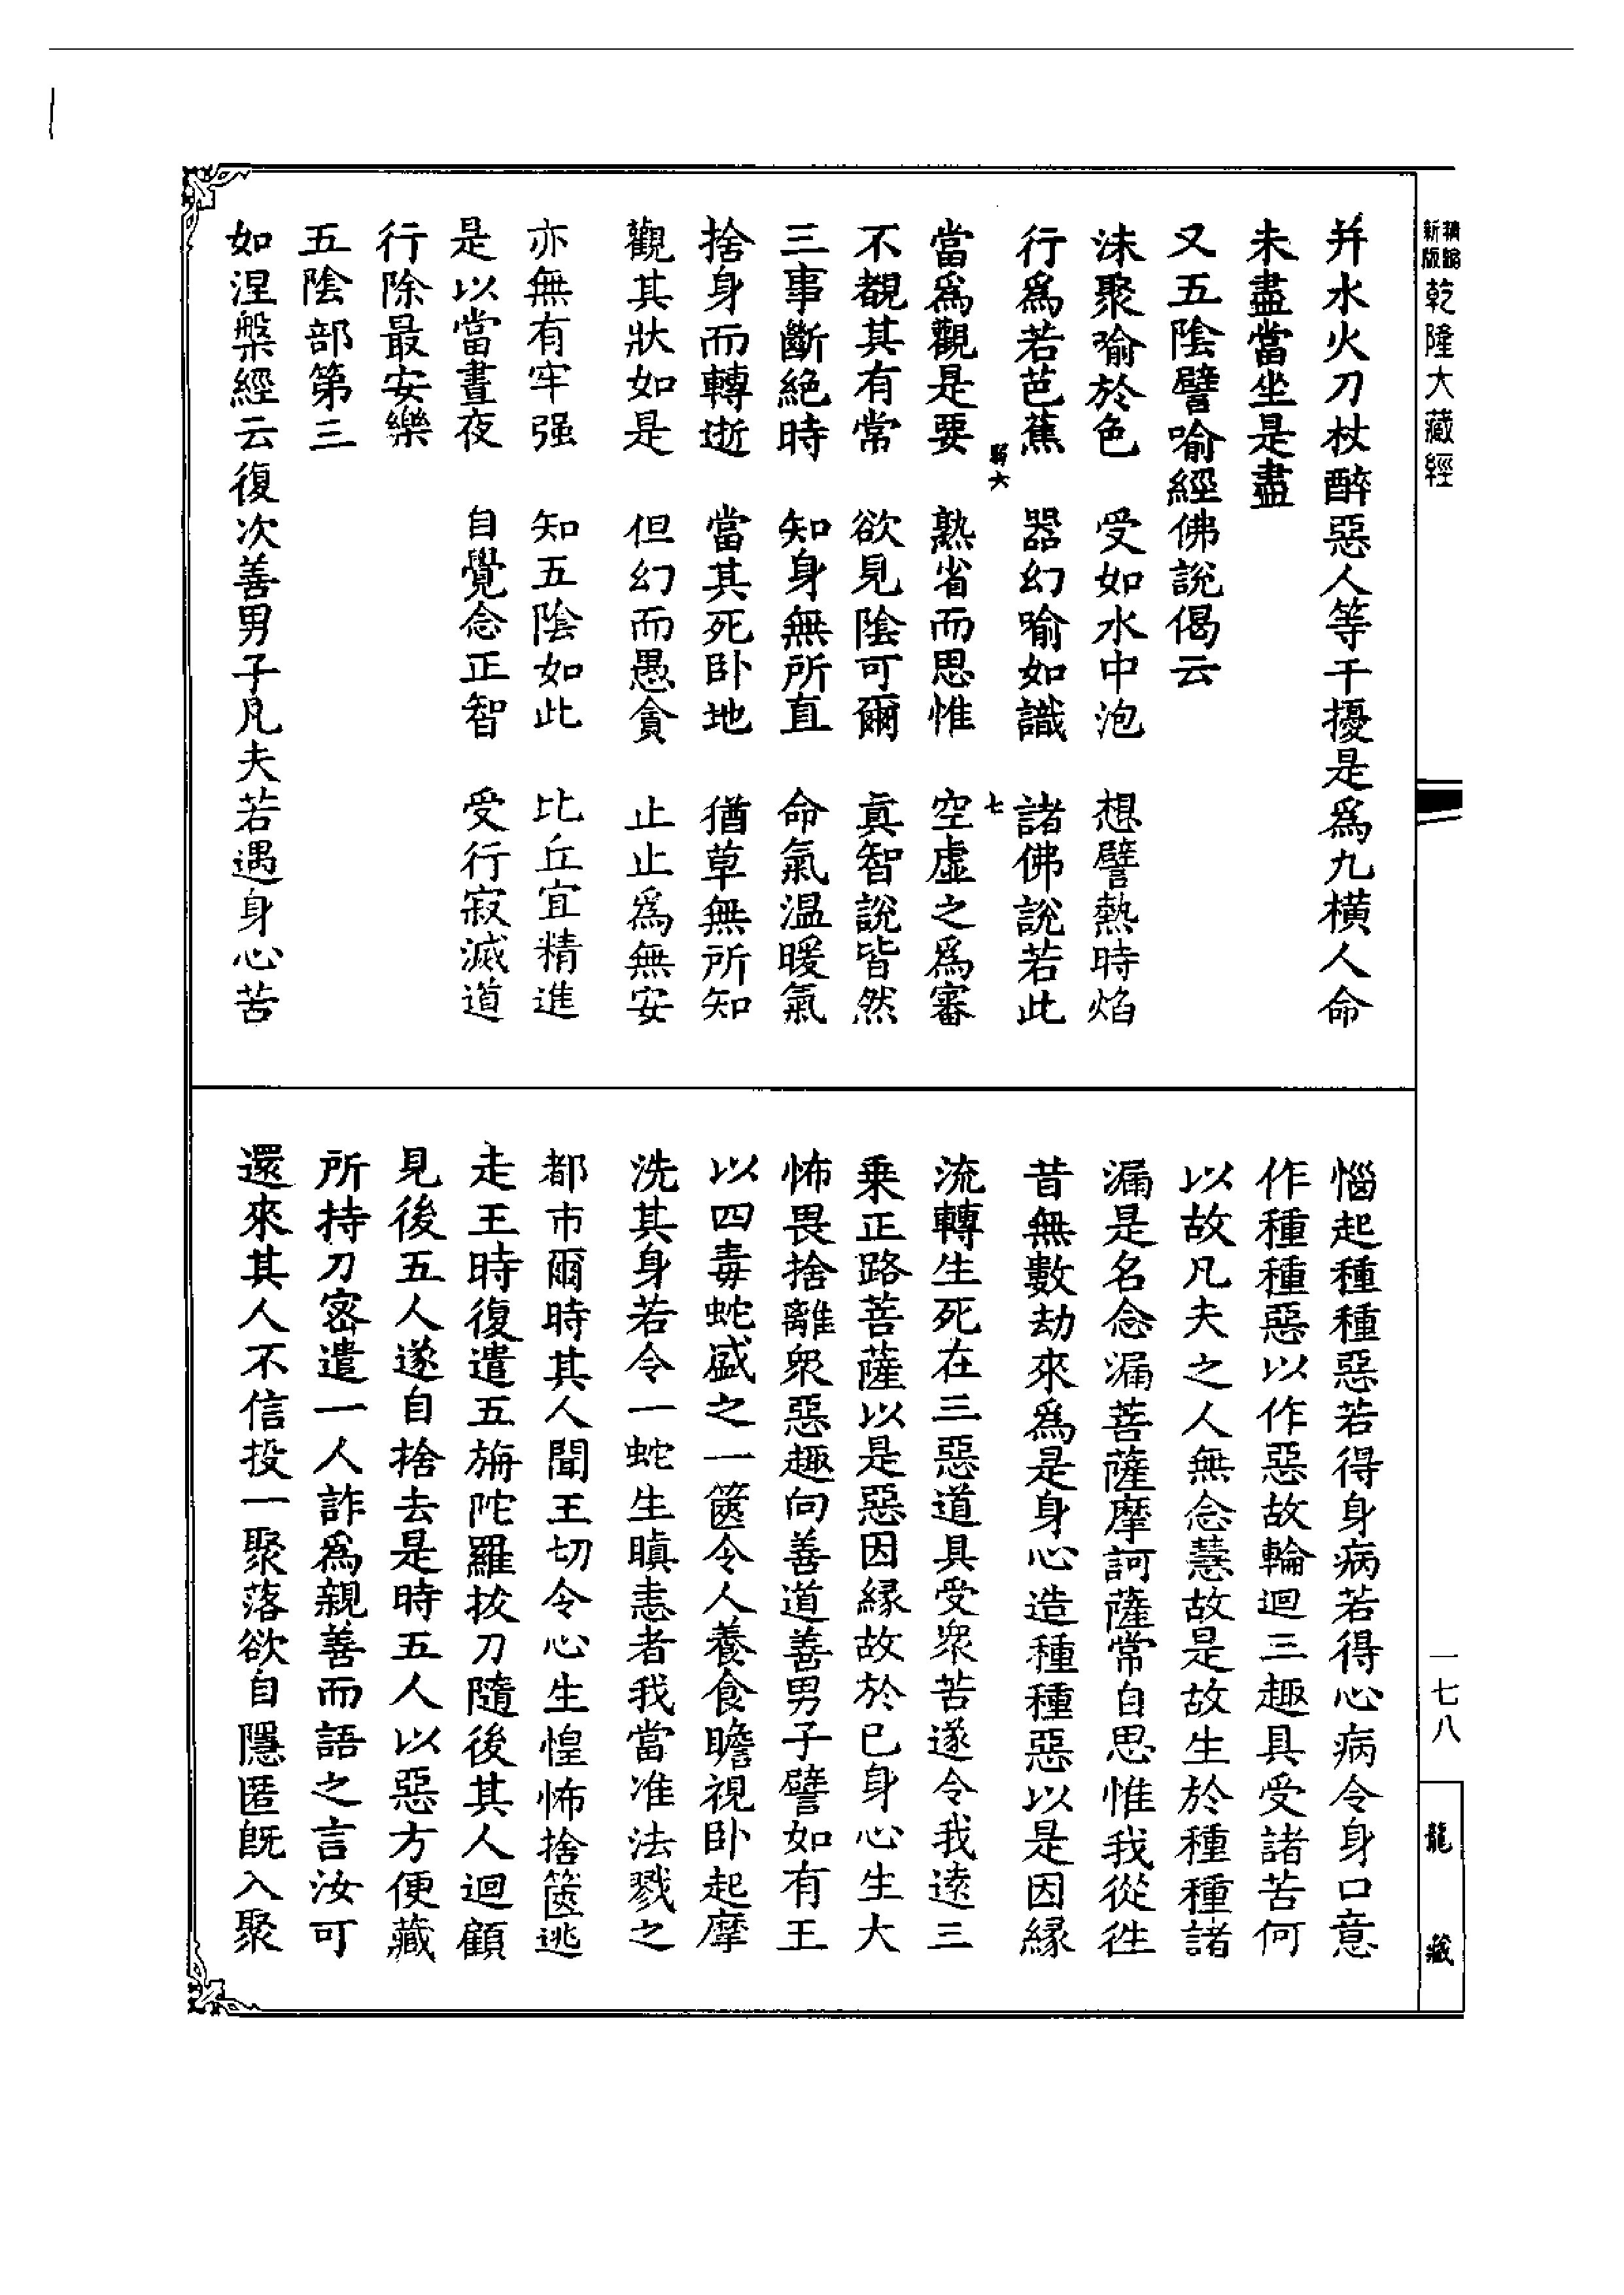 新版
乾隆大藏經
并水火刀杖醉惡人等干擾是爲九橫人命
未盡當坐是盡
又五陰譬喻經佛說偈云
沫聚喻於色　受如水中泡　想譬熱時焰
行爲若芭蕉　器幻喻如識　諸佛說若此
六　七
當爲觀是要　熟省而思惟　空虛之爲審
不覩其有常　欲見陰可爾　真智說皆然
三事斷絕時　知身無所直　命氣温暖氣
捨身而轉逝　當其死卧地　猶草無所知
觀其狀如是　但幻而愚貪　止止爲無安
亦無有牢强　知五陰如此　比丘宜精進
是以當晝夜　自覺念正智　受行寂滅道
行除最安樂
五陰部第三
如涅槃經云復次善男子凡夫若遇身心苦
惱起種種惡若得身病若得心病令身口意
作種種惡以作惡故輪迴三趣具受諸苦何
以故凡夫之人無念慧故是故生於種種諸
漏是名念漏菩薩摩訶薩常自思惟我從徃
昔無數劫來爲是身心造種種惡以是因縁
流轉生死在三惡道具受衆苦遂令我遠三
乗正路菩薩以是惡因縁故於已身心生大
怖畏捨離衆惡趣向善道善男子譬如有王
以四毒蛇盛之一篋令人養食瞻視卧起摩
洗其身若令一蛇生瞋恚者我當准法戮之
都市爾時其人聞王切令心生惶怖捨篋逃
走王時復遣五旃陀羅拔刀隨後其人迴顧
見後五人遂自捨去是時五人以惡方便藏
所持刀密遣一人詐爲親善而語之言汝可
還來其人不信投一聚落欲自隱匿旣入聚
一七八
龍　藏